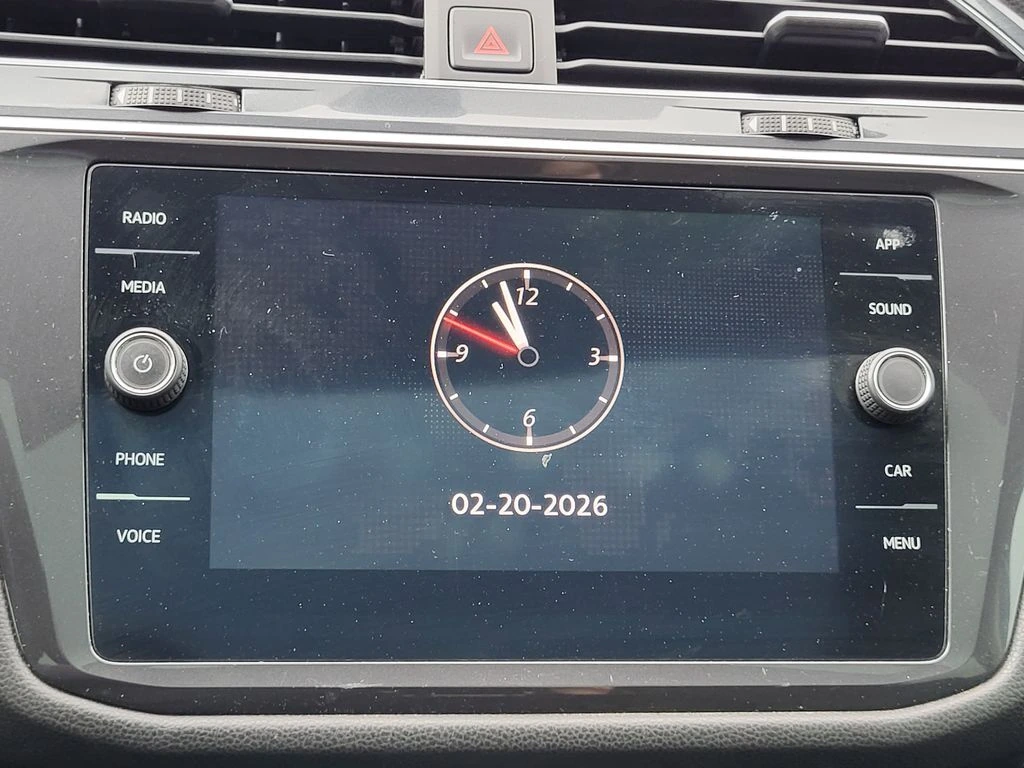 RADIO
MEDIA
PHONE
VOICE
12
9
3
6
02-20-2026
APP
SOUND
CAR
MENU